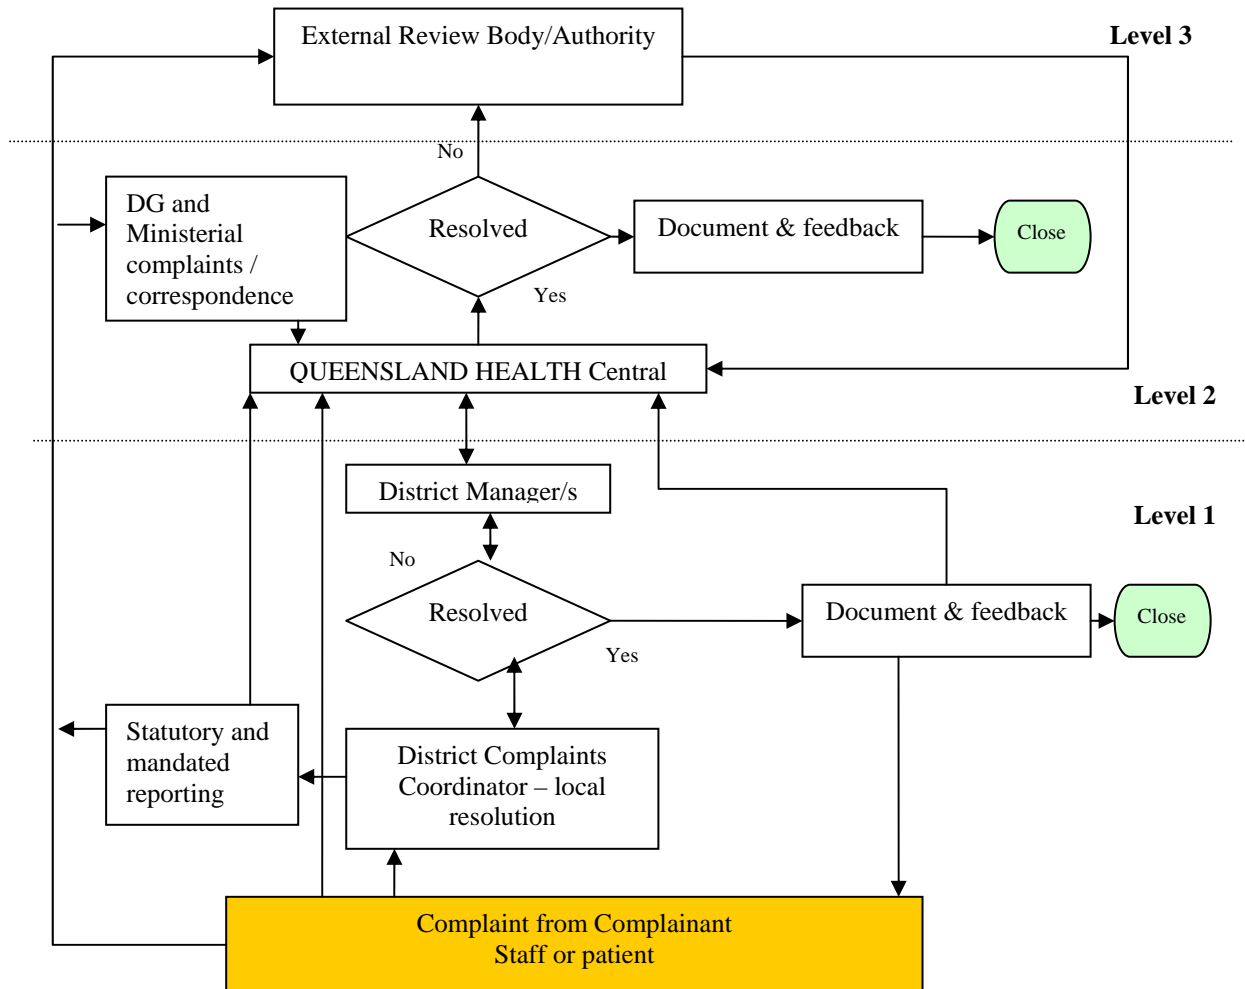 External Review Body/Authority
Level 3
No
DG and
Ministerial
complaints /
correspondence
Resolved
Document & feedback
Close
Yes
QUEENSLAND HEALTH Central
Level 2
District Manager/s
Level 1
No
Resolved
Document & feedback
Close
Yes
Statutory and
mandated
reporting
District Complaints
Coordinator – local
resolution
Complaint from Complainant
Staff or patient